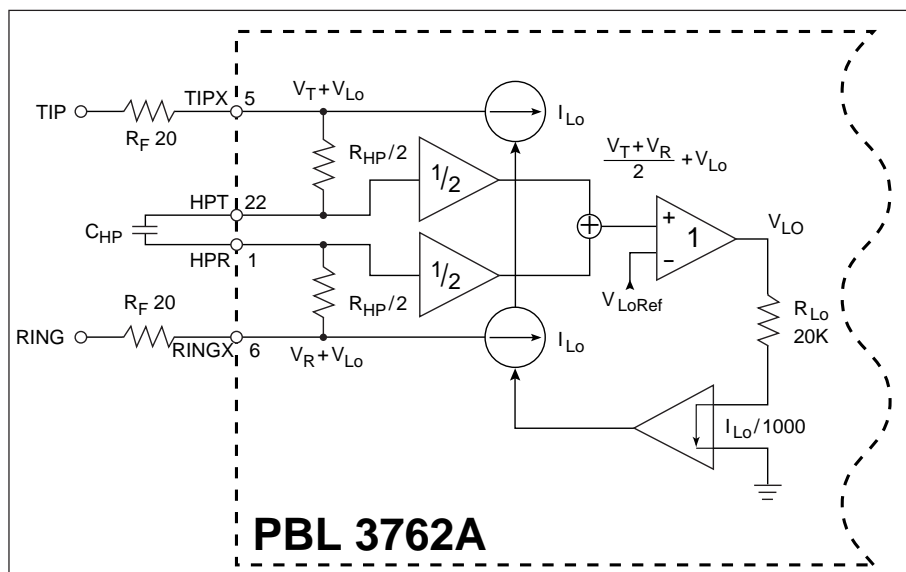 V_T + V_Lo
TIP
R_F 20
TIPX
5
I_Lo
R_HP/2
1/2
V_T + V_R
2
+ V_Lo
HPT
22
C_HP
HPR
1
+
1
−
V_LO
V_LoRef
1/2
R_HP/2
R_Lo
20K
R_F 20
RING
RINGX
6
V_R + V_Lo
I_Lo
I_Lo/1000
PBL 3762A